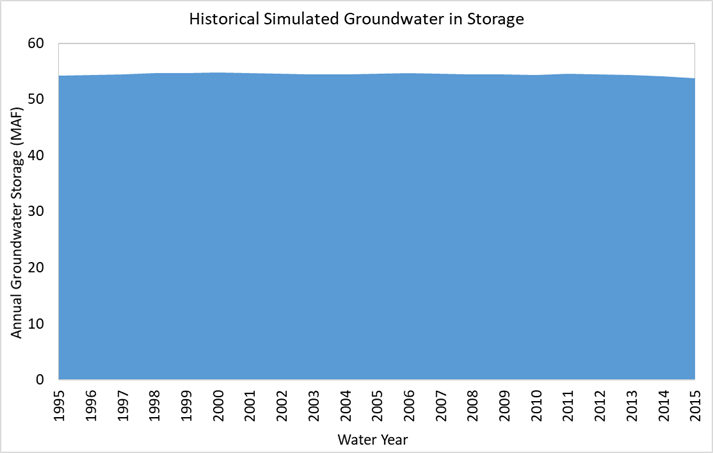 Historical Simulated Groundwater in Storage
Annual Groundwater Storage (MAF)
60
50
40
30
20
10
0
1995 1996 1997 1998 1999 2000 2001 2002 2003 2004 2005 2006 2007 2008 2009 2010 2011 2012 2013 2014 2015
Water Year